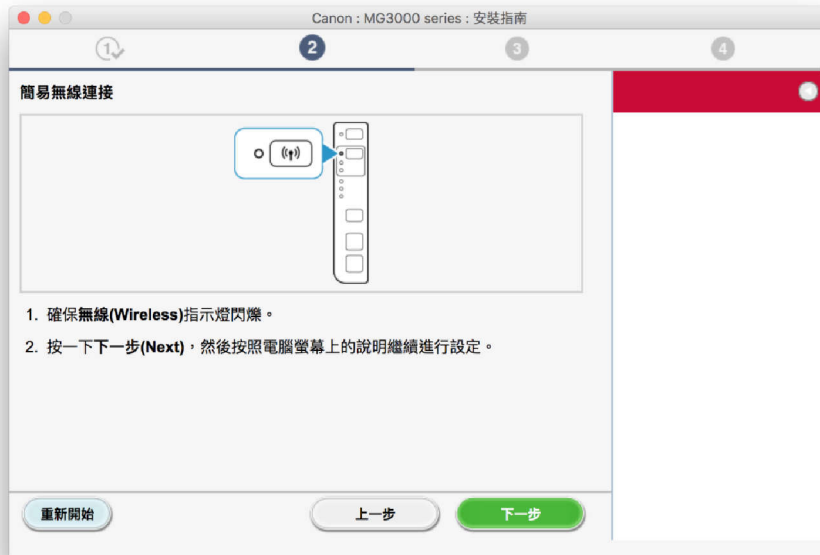 Canon : MG3000 series : 安裝指南
1
2
3
4
簡易無線連接
1. 確保無線(Wireless)指示燈閃爍。
2. 按一下下一步(Next)，然後按照電腦螢幕上的說明繼續進行設定。
重新開始
上一步
下一步